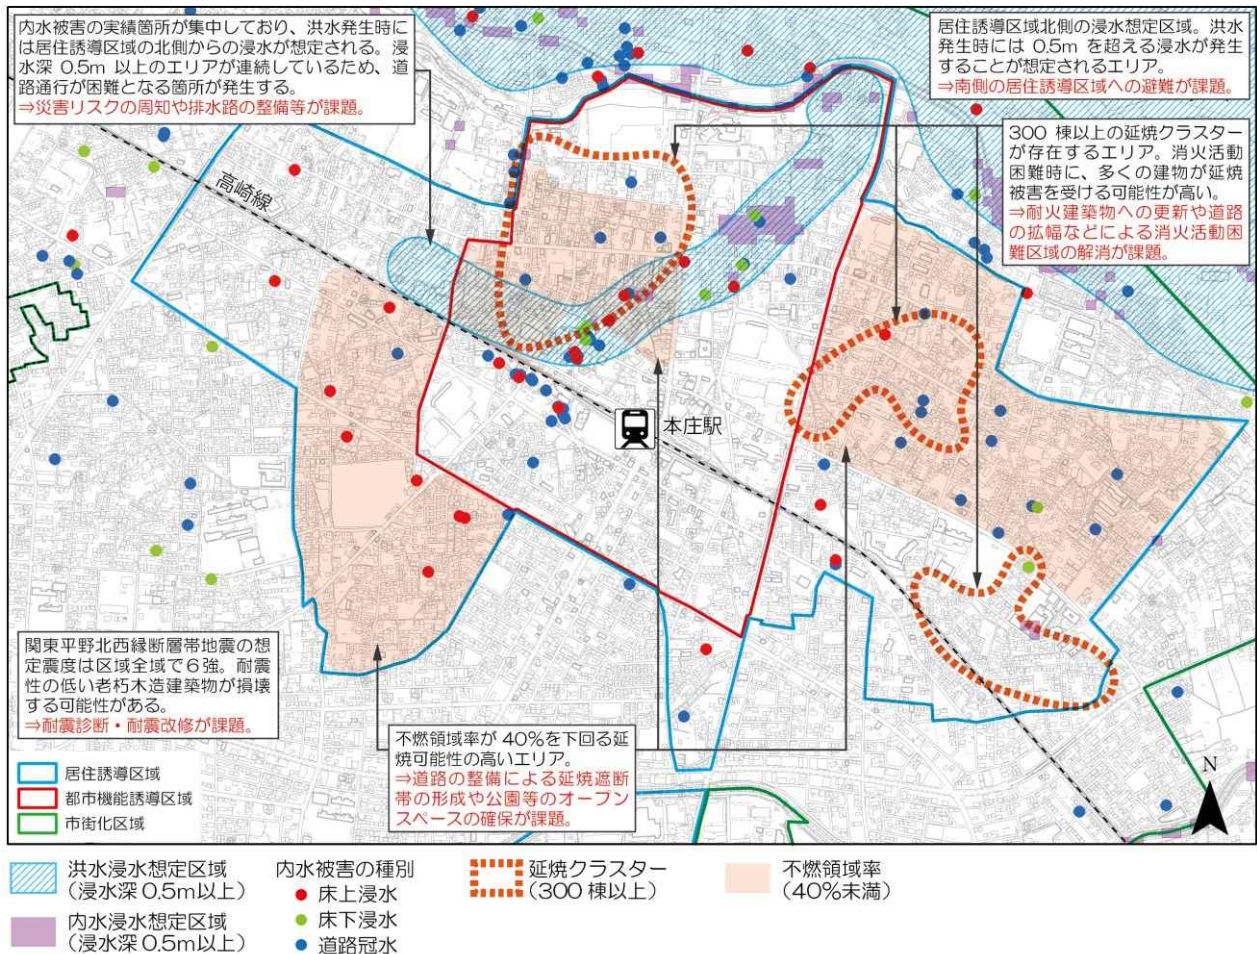 内水被害の実績箇所が集中しており、洪水発生時に
は居住誘導区域の北側からの浸水が想定される。浸
水深 0.5m 以上のエリアが連続しているため、道
路通行が困難となる箇所が発生する。
⇒災害リスクの周知や排水路の整備等が課題。
居住誘導区域北側の浸水想定区域。洪水
発生時には 0.5m を超える浸水が発生
することが想定されるエリア。
⇒南側の居住誘導区域への避難が課題。
300 棟以上の延焼クラスター
が存在するエリア。消火活動
困難時に、多くの建物が延焼
被害を受ける可能性が高い。
⇒耐火建築物への更新や道路
の拡幅などによる消火活動困
難区域の解消が課題。
高崎線
本庄駅
関東平野北西縁断層帯地震の想
定震度は区域全域で6強。耐震
性の低い老朽木造建築物が損壊
する可能性がある。
⇒耐震診断・耐震改修が課題。
不燃領域率が 40%を下回る延
焼可能性の高いエリア。
⇒道路の整備による延焼遮断
帯の形成や公園等のオープン
スペースの確保が課題。
居住誘導区域
都市機能誘導区域
市街化区域
N
洪水浸水想定区域
(浸水深 0.5m以上)
内水浸水想定区域
(浸水深 0.5m以上)
内水被害の種別
床上浸水
床下浸水
道路冠水
延焼クラスター
(300 棟以上)
不燃領域率
(40%未満)